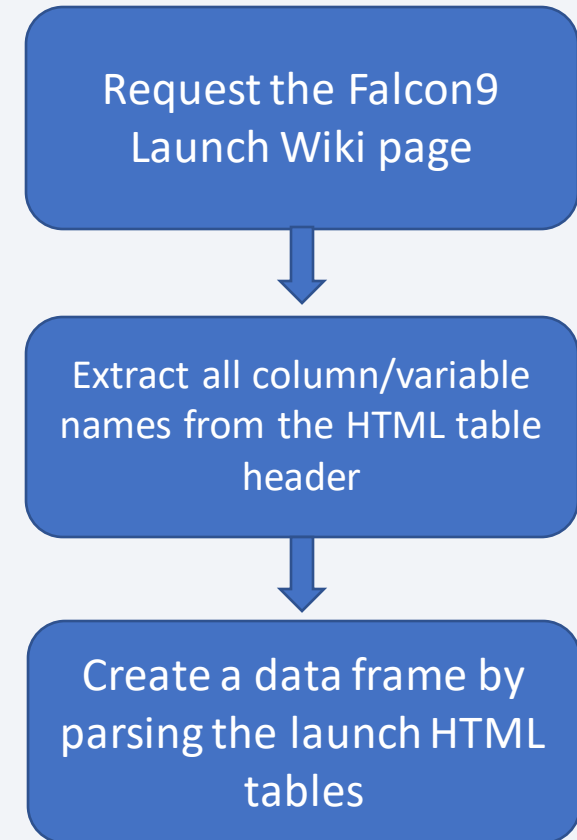 Request the Falcon9
Launch Wiki page
Extract all column/variable
names from the HTML table
header
Create a data frame by
parsing the launch HTML
tables